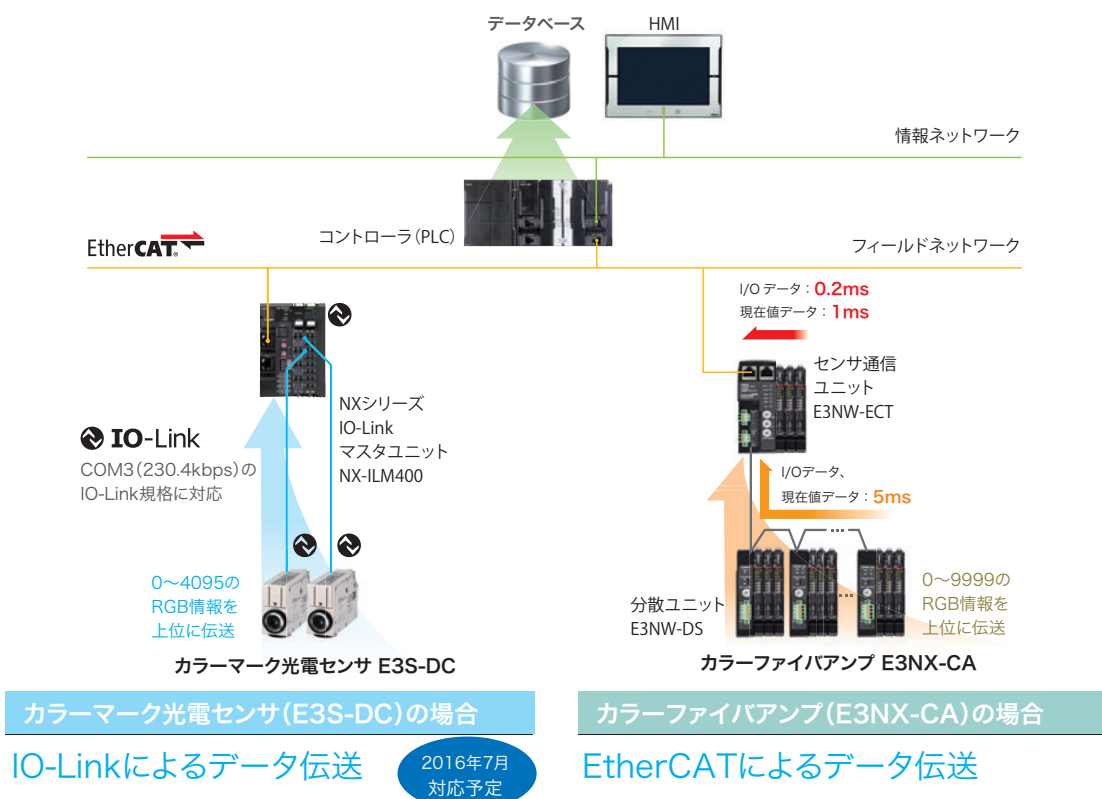 データベース
HMI
情報ネットワーク
コントローラ(PLC)
EtherCAT®
フィールドネットワーク
I/O データ:0.2ms
現在値データ:1ms
センサ通信
ユニット
E3NW-ECT
NXシリーズ
IO-Link
マスタユニット
NX-ILM400
IO-Link
COM3(230.4kbps)の
IO-Link規格に対応
I/Oデータ、
現在値データ:5ms
0〜4095の
RGB情報を
上位に伝送
分散ユニット
E3NW-DS
0〜9999の
RGB情報を
上位に伝送
カラーマーク光電センサ E3S-DC
カラーファイバアンプ E3NX-CA
カラーマーク光電センサ(E3S-DC)の場合
IO-Linkによるデータ伝送
2016年7月
対応予定
カラーファイバアンプ(E3NX-CA)の場合
EtherCATによるデータ伝送